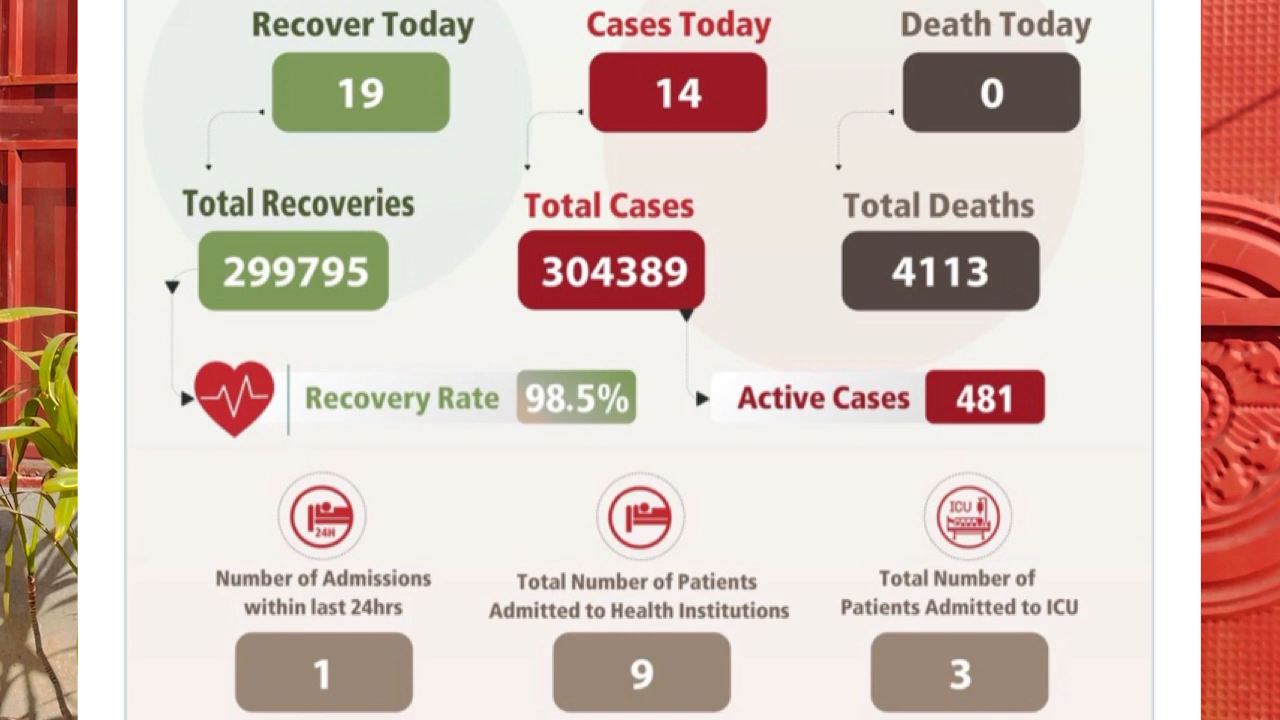 Recover Today
Cases Today
Death Today
19
14
0
Total Recoveries
Total Cases
Total Deaths
299795
304389
4113
Recovery Rate
98.5%
Active Cases
481
24H
ICU
Number of Admissions
within last 24hrs
Total Number of Patients
Admitted to Health Institutions
Total Number of
Patients Admitted to ICU
1
9
3